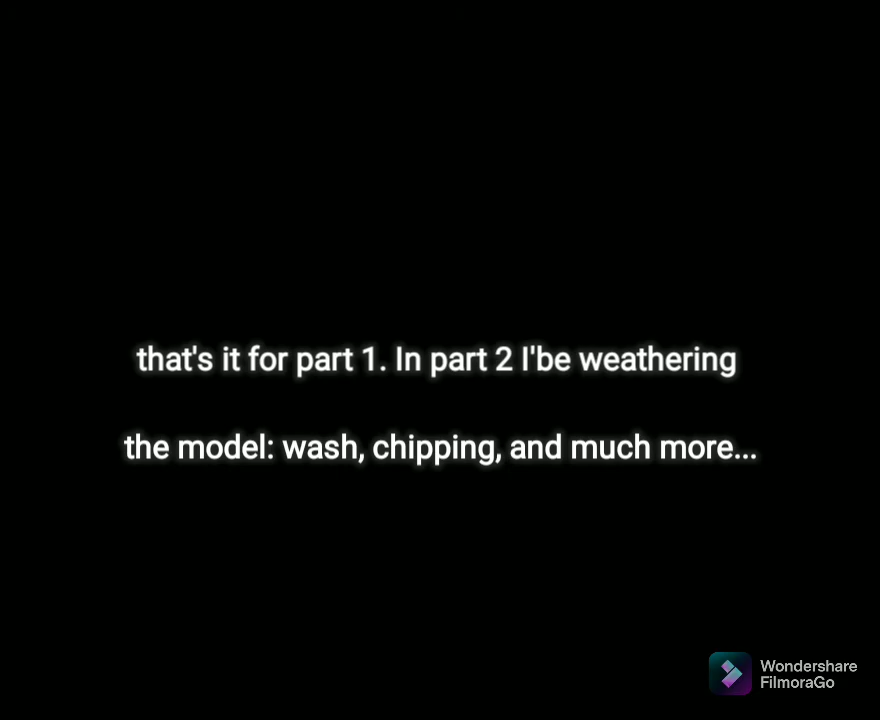 that's it for part 1. In part 2 I'be weathering
the model: wash, chipping, and much more...
Wondershare
FilmoraGo